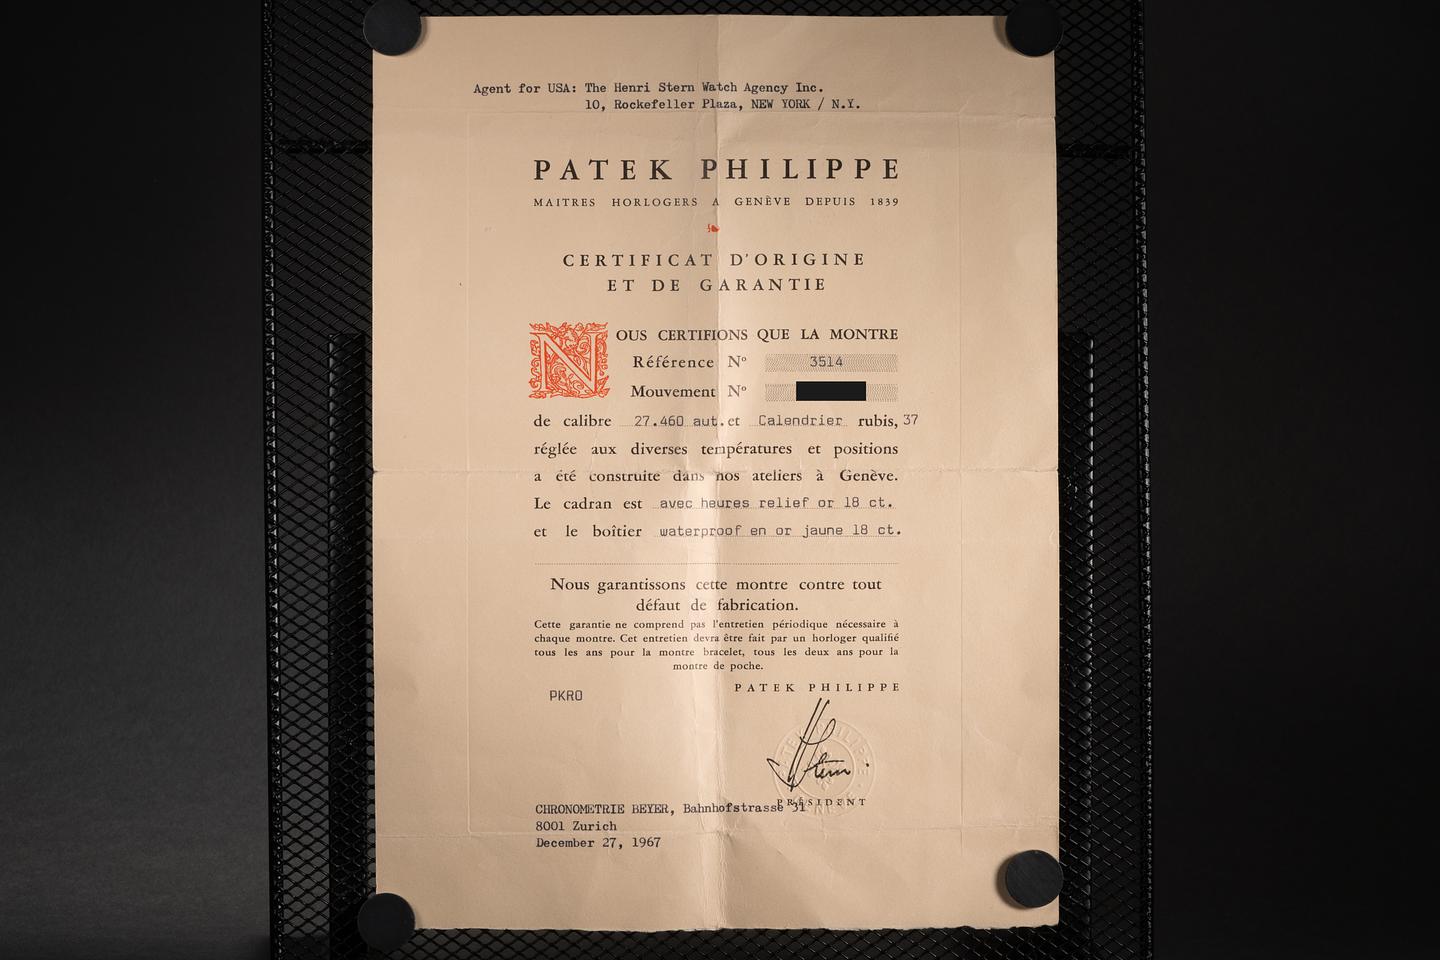 Agent for USA: The Henri Stern Watch Agency Inc.
10, Rockefeller Plaza, NEW YORK / N.Y.
PATEK PHILIPPE
MAITRES HORLOGERS A GENÈVE DEPUIS 1839
CERTIFICAT D'ORIGINE
ET DE GARANTIE
NOUS CERTIFIONS QUE LA MONTRE
Référence Nº 3514
Mouvement Nº
de calibre 27.460 aut. et Calendrier rubis, 37
réglée aux diverses températures et positions
a été construite dans nos ateliers à Genève.
Le cadran est avec heures relief or 18 ct.
et le boîtier waterproof en or jaune 18 ct.
Nous garantissons cette montre contre tout
défaut de fabrication.
Cette garantie ne comprend pas l'entretien périodique nécessaire à
chaque montre. Cet entretien devra être fait par un horloger qualifié
tous les ans pour la montre bracelet, tous les deux ans pour la
montre de poche.
PATEK PHILIPPE
PKRO
Stern
PRÉSIDENT
CHRONOMETRIE BEYER, Bahnhofstrasse 31
8001 Zurich
December 27, 1967